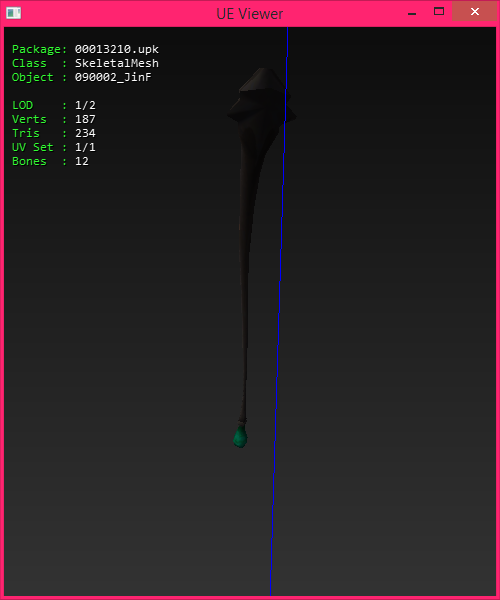 UE Viewer
Package: 00013210.upk
Class  : SkeletalMesh
Object : 090002_JinF
LOD    : 1/2
Verts  : 187
Tris   : 234
UV Set : 1/1
Bones  : 12